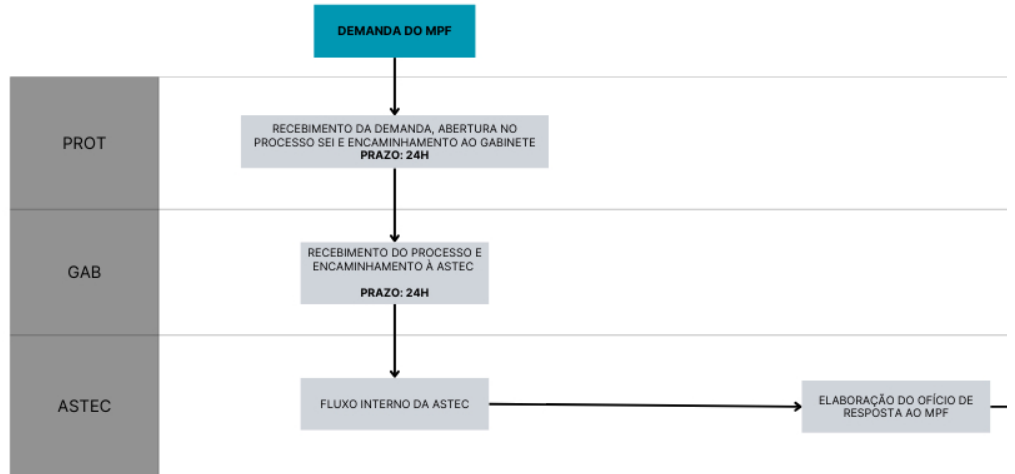 DEMANDA DO MPF
PROT
RECEBIMENTO DA DEMANDA, ABERTURA NO
PROCESSO SEI E ENCAMINHAMENTO AO GABINETE
PRAZO: 24H
GAB
RECEBIMENTO DO PROCESSO E
ENCAMINHAMENTO À ASTEC
PRAZO: 24H
ASTEC
FLUXO INTERNO DA ASTEC
ELABORAÇÃO DO OFÍCIO DE
RESPOSTA AO MPF